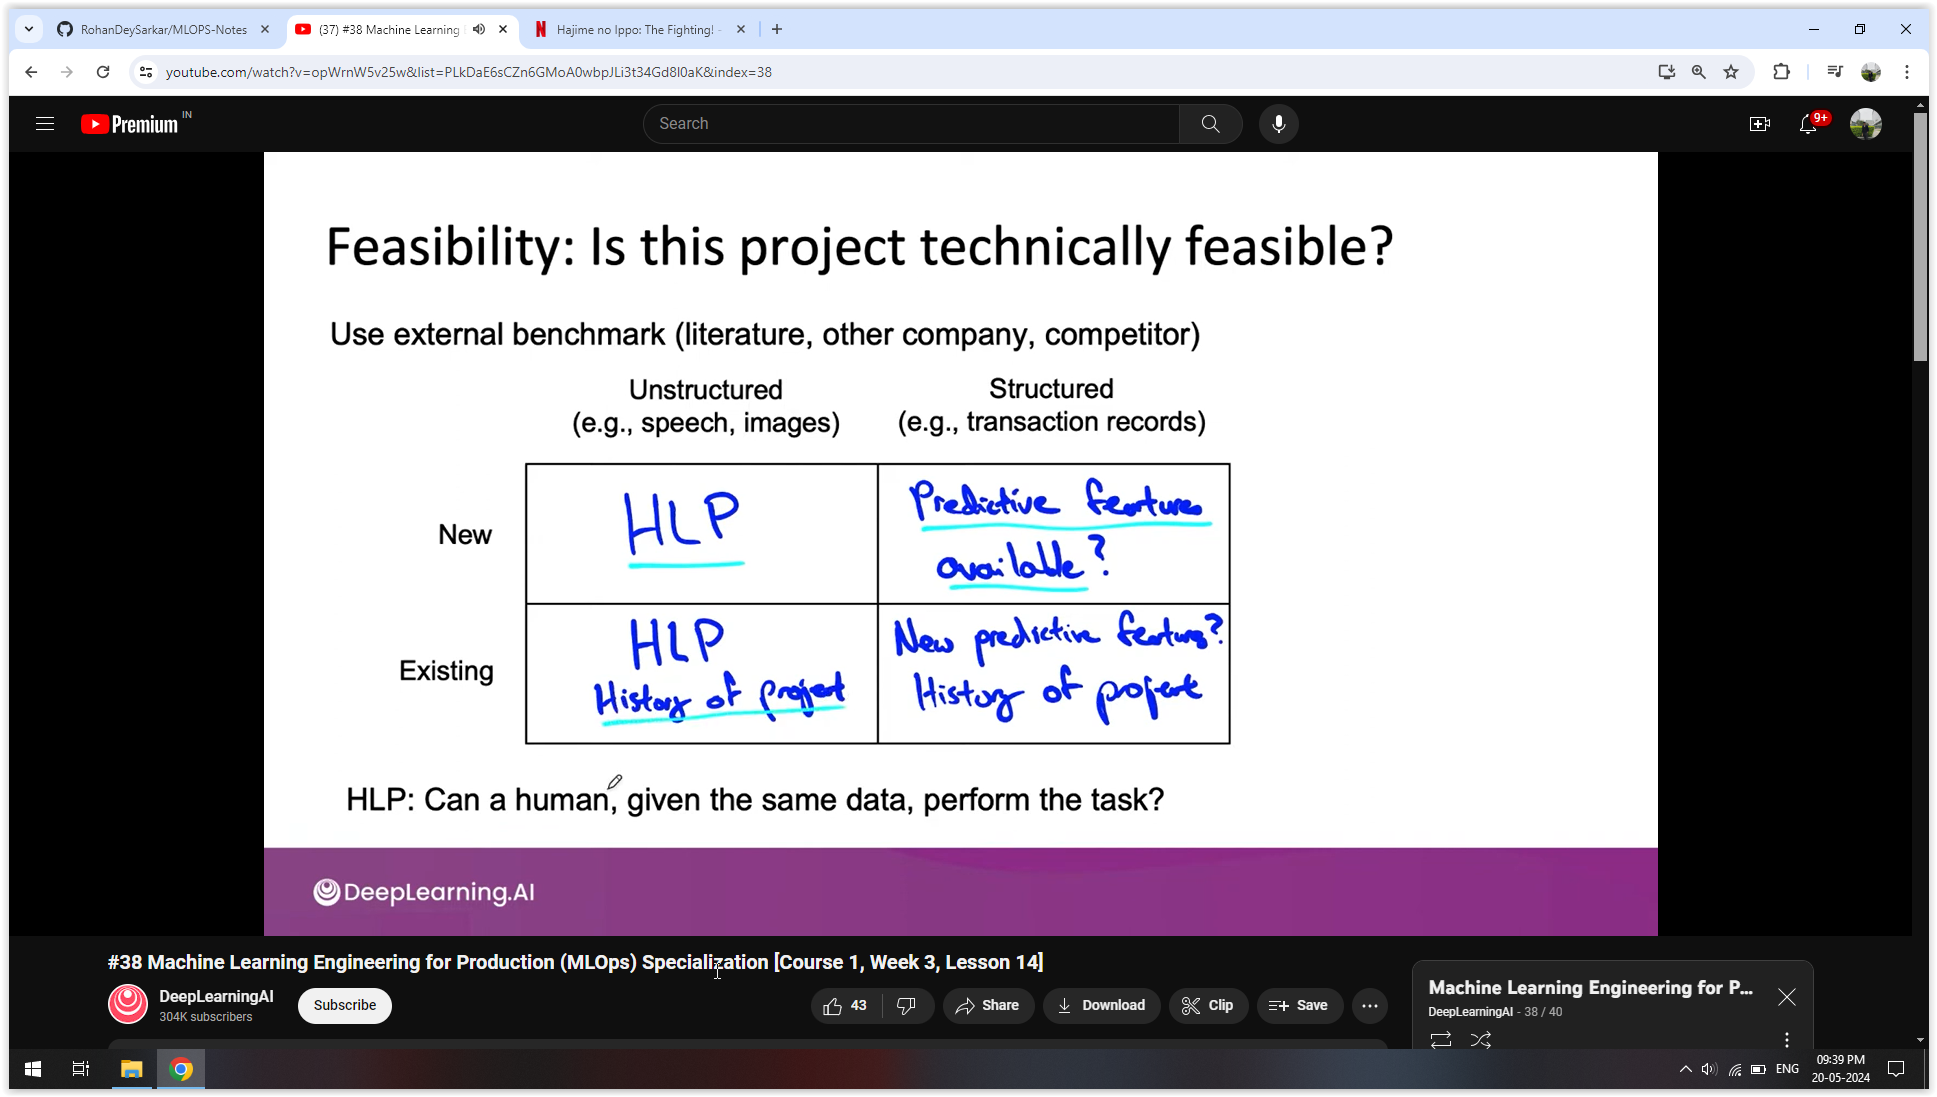 RohanDeySarkar/MLOPS-Notes
(37) #38 Machine Learning
Hajime no Ippo: The Fighting! -
youtube.com/watch?v=opWrnW5v25w&list=PLkDaE6sCZn6GMoA0wbpJLi3t34Gd8l0aK&index=38
Premium IN
Search
9+
Feasibility: Is this project technically feasible?
Use external benchmark (literature, other company, competitor)
Unstructured
(e.g., speech, images)
Structured
(e.g., transaction records)
New
HLP
Predictive features
available?
Existing
HLP
History of project
New predictive features?
History of project
HLP: Can a human, given the same data, perform the task?
DeepLearning.AI
#38 Machine Learning Engineering for Production (MLOps) Specialization [Course 1, Week 3, Lesson 14]
DeepLearningAI
304K subscribers
Subscribe
43
Share
Download
Clip
Save
Machine Learning Engineering for P...
DeepLearningAI - 38 / 40
ENG
09:39 PM
20-05-2024